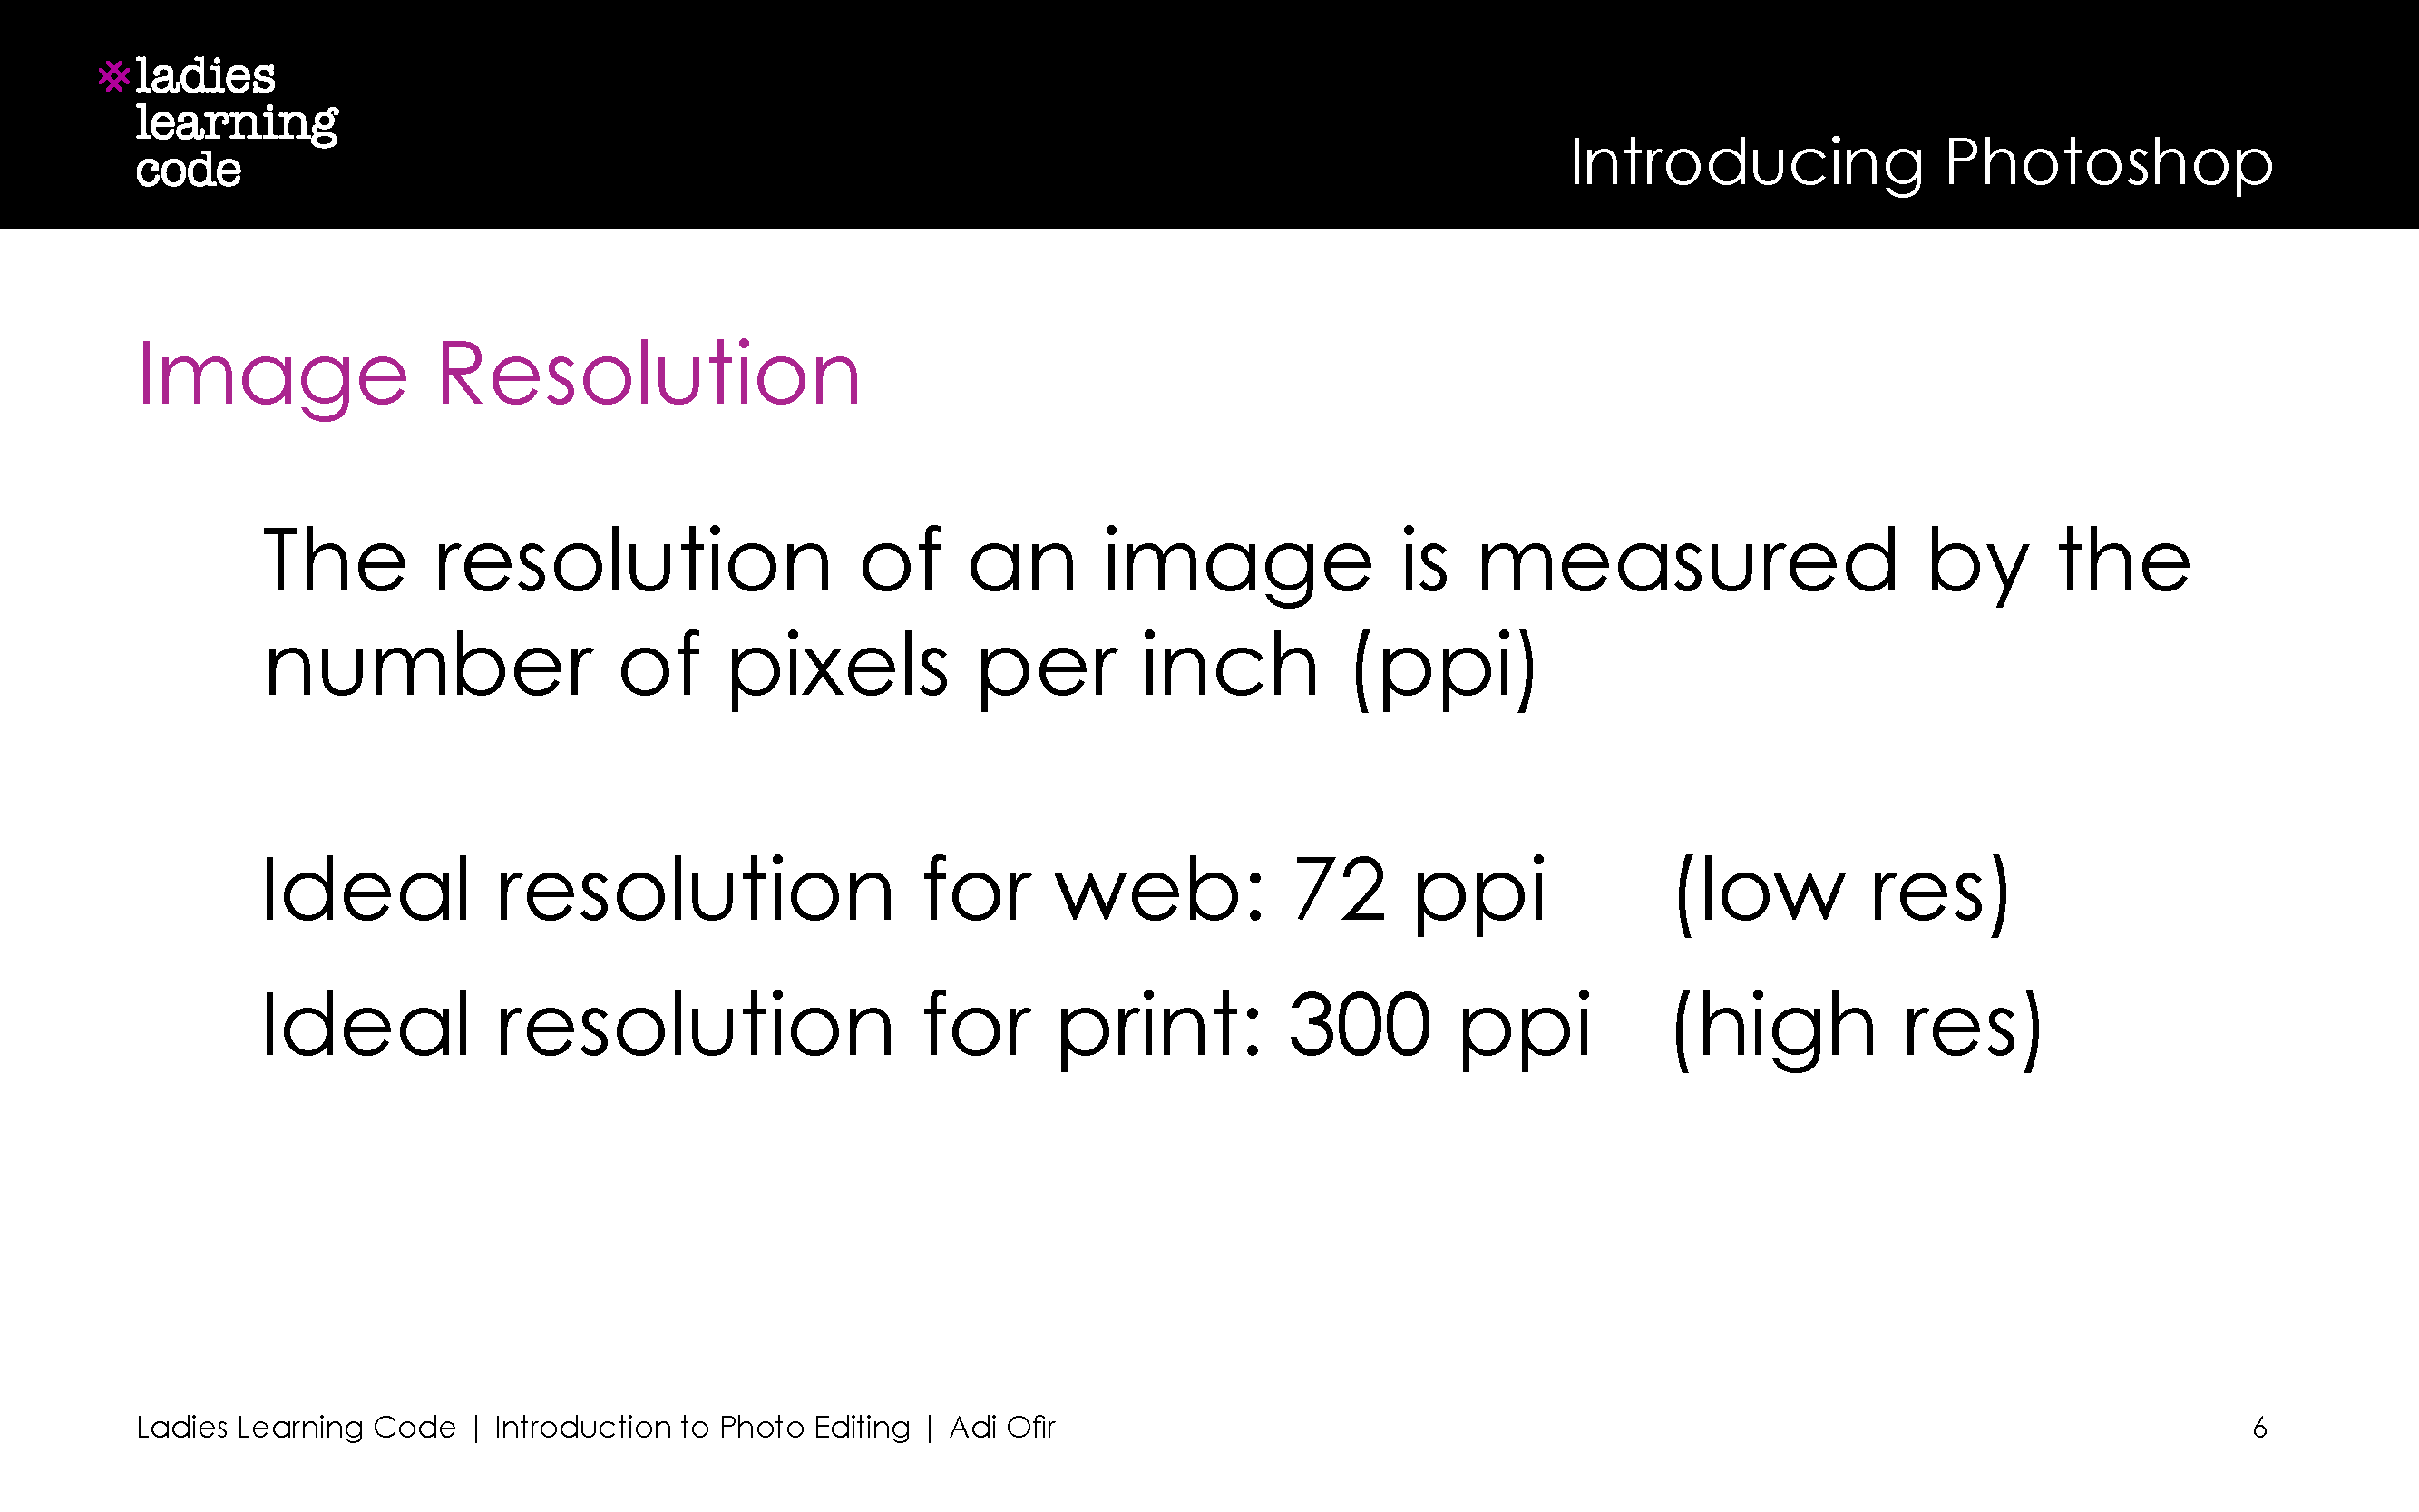 ladies
learning
code
Introducing Photoshop
Image Resolution
The resolution of an image is measured by the
number of pixels per inch (ppi)
Ideal resolution for web: 72 ppi (low res)
Ideal resolution for print: 300 ppi (high res)
Ladies Learning Code | Introduction to Photo Editing | Adi Ofir
6